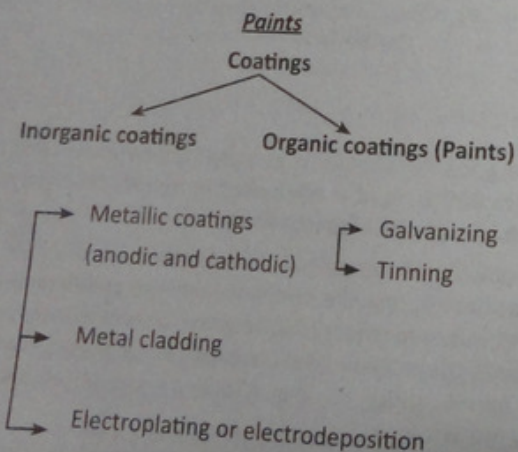 Paints
Coatings
Inorganic coatings
Organic coatings (Paints)
Metallic coatings
(anodic and cathodic)
Galvanizing
Tinning
Metal cladding
Electroplating or electrodeposition